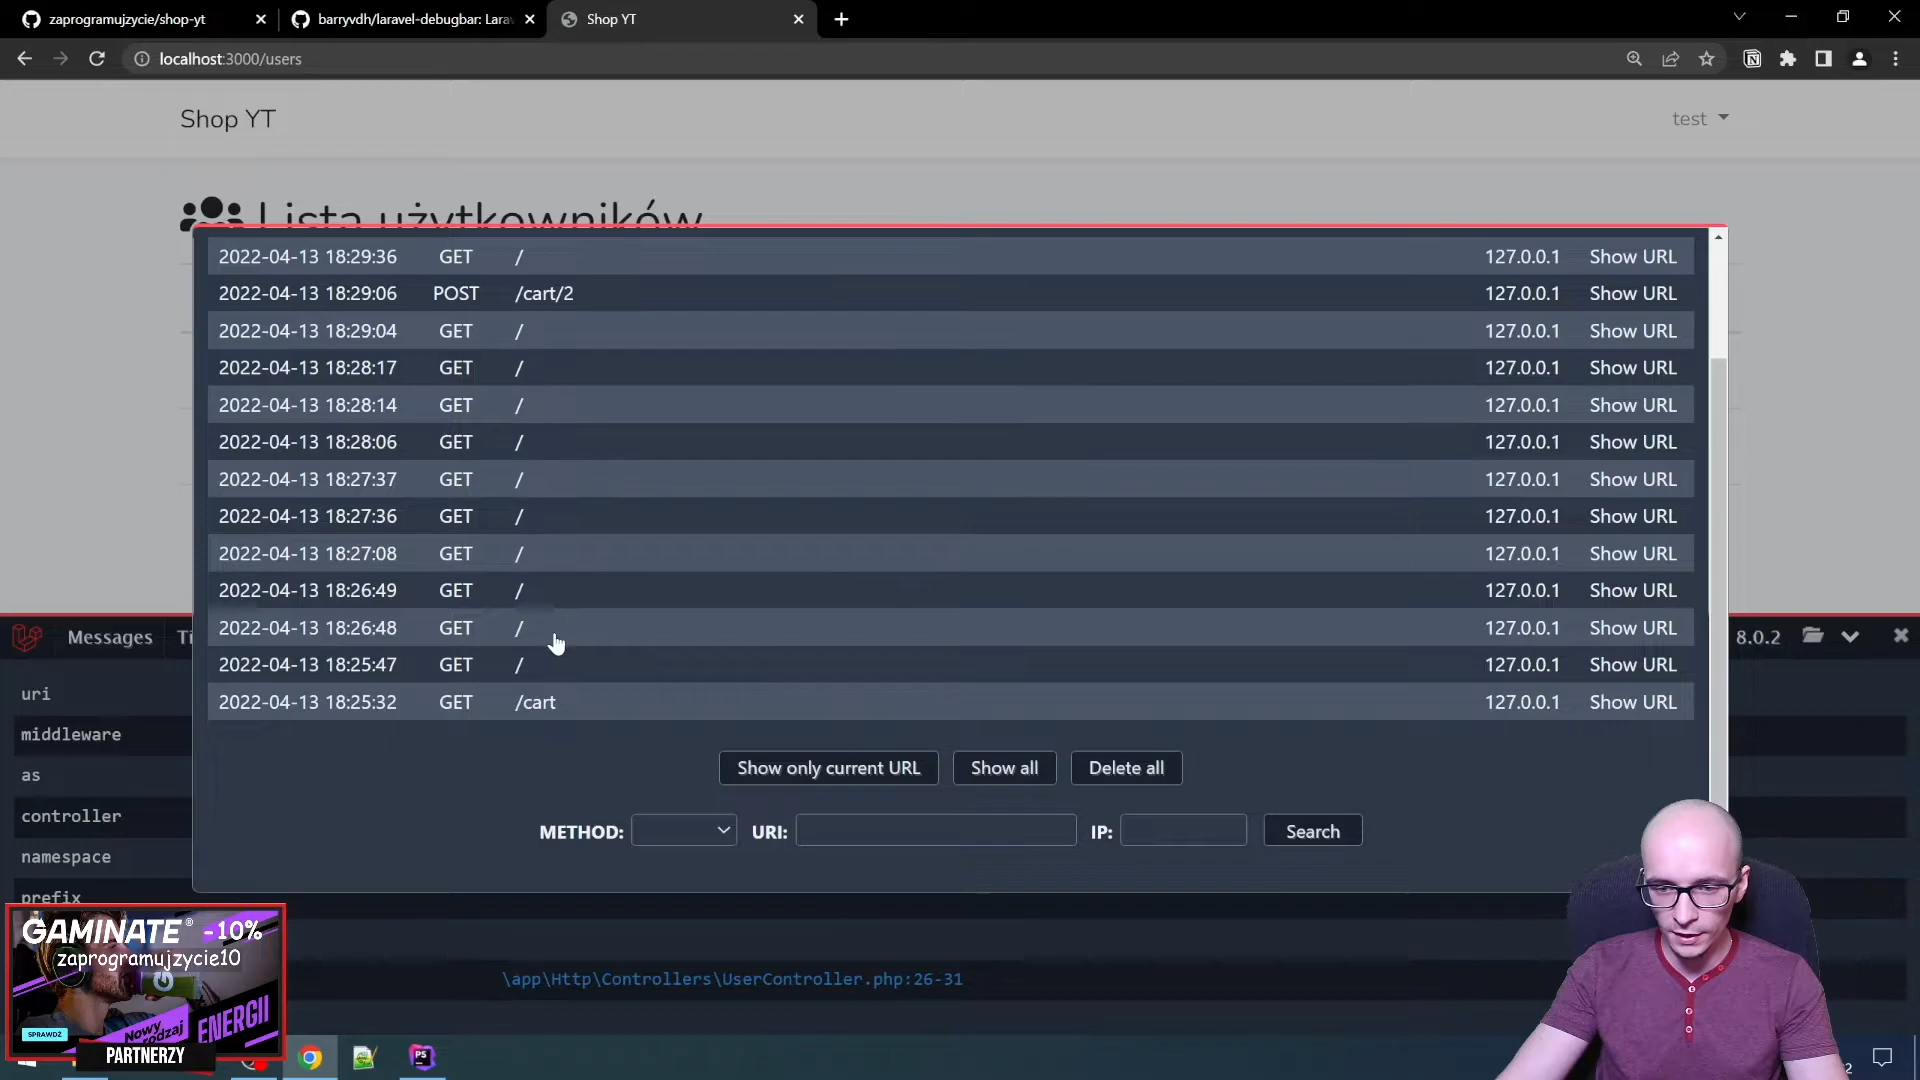 zaprogramujzycie/shop-yt
barryvdh/laravel-debugbar: Lara
Shop YT
localhost:3000/users
Shop YT
test
Lista użytkowników
2022-04-13 18:29:36 GET / 127.0.0.1 Show URL
2022-04-13 18:29:06 POST /cart/2 127.0.0.1 Show URL
2022-04-13 18:29:04 GET / 127.0.0.1 Show URL
2022-04-13 18:28:17 GET / 127.0.0.1 Show URL
2022-04-13 18:28:14 GET / 127.0.0.1 Show URL
2022-04-13 18:28:06 GET / 127.0.0.1 Show URL
2022-04-13 18:27:37 GET / 127.0.0.1 Show URL
2022-04-13 18:27:36 GET / 127.0.0.1 Show URL
2022-04-13 18:27:08 GET / 127.0.0.1 Show URL
2022-04-13 18:26:49 GET / 127.0.0.1 Show URL
2022-04-13 18:26:48 GET / 127.0.0.1 Show URL
2022-04-13 18:25:47 GET / 127.0.0.1 Show URL
2022-04-13 18:25:32 GET /cart 127.0.0.1 Show URL
Show only current URL Show all Delete all
METHOD: URI: IP: Search
Messages Ti 8.0.2
uri
middleware
as
controller
namespace
prefix
\app\Http\Controllers\UserController.php:26-31
GAMINATE® -10%
zaprogramujzycie10
Nowy rodzaj
ENERGII
SPRAWDŹ
PARTNERZY
PS
2